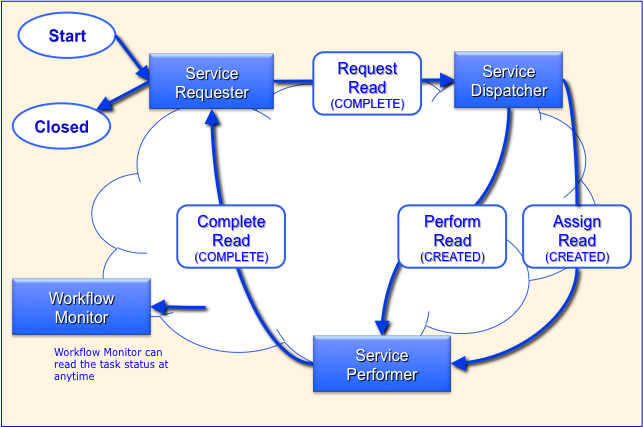 Start
Closed
Service
Requester
Request
Read
(COMPLETE)
Service
Dispatcher
Complete
Read
(COMPLETE)
Perform
Read
(CREATED)
Assign
Read
(CREATED)
Workflow
Monitor
Workflow Monitor can
read the task status at
anytime
Service
Performer